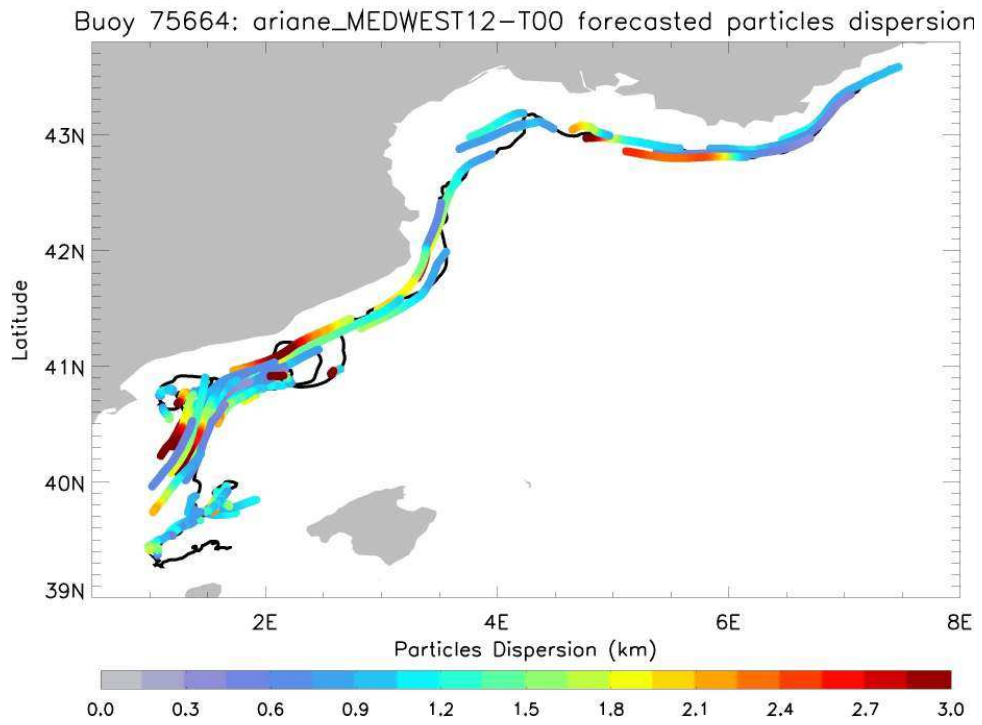 Buoy 75664: ariane_MEDWEST12-T00 forecasted particles dispersion
43N
42N
41N
40N
39N
Latitude
2E 4E 6E 8E
Particles Dispersion (km)
0.0 0.3 0.6 0.9 1.2 1.5 1.8 2.1 2.4 2.7 3.0